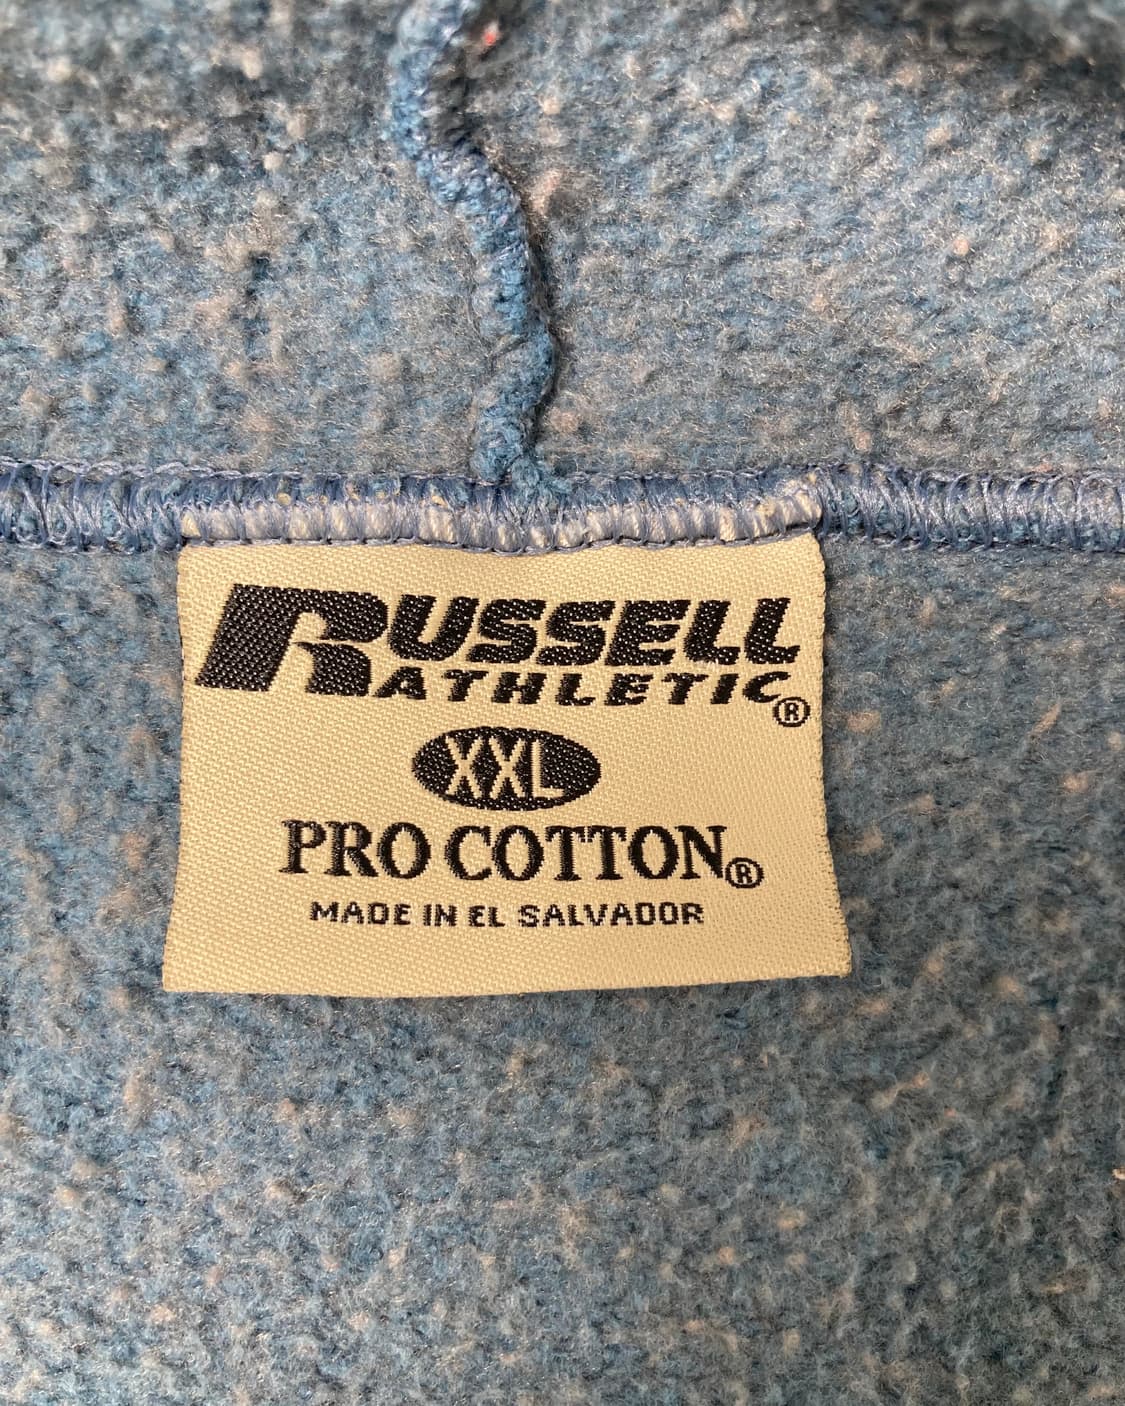 RUSSELL
ATHLETIC®
XXL
PRO COTTON®
MADE IN EL SALVADOR